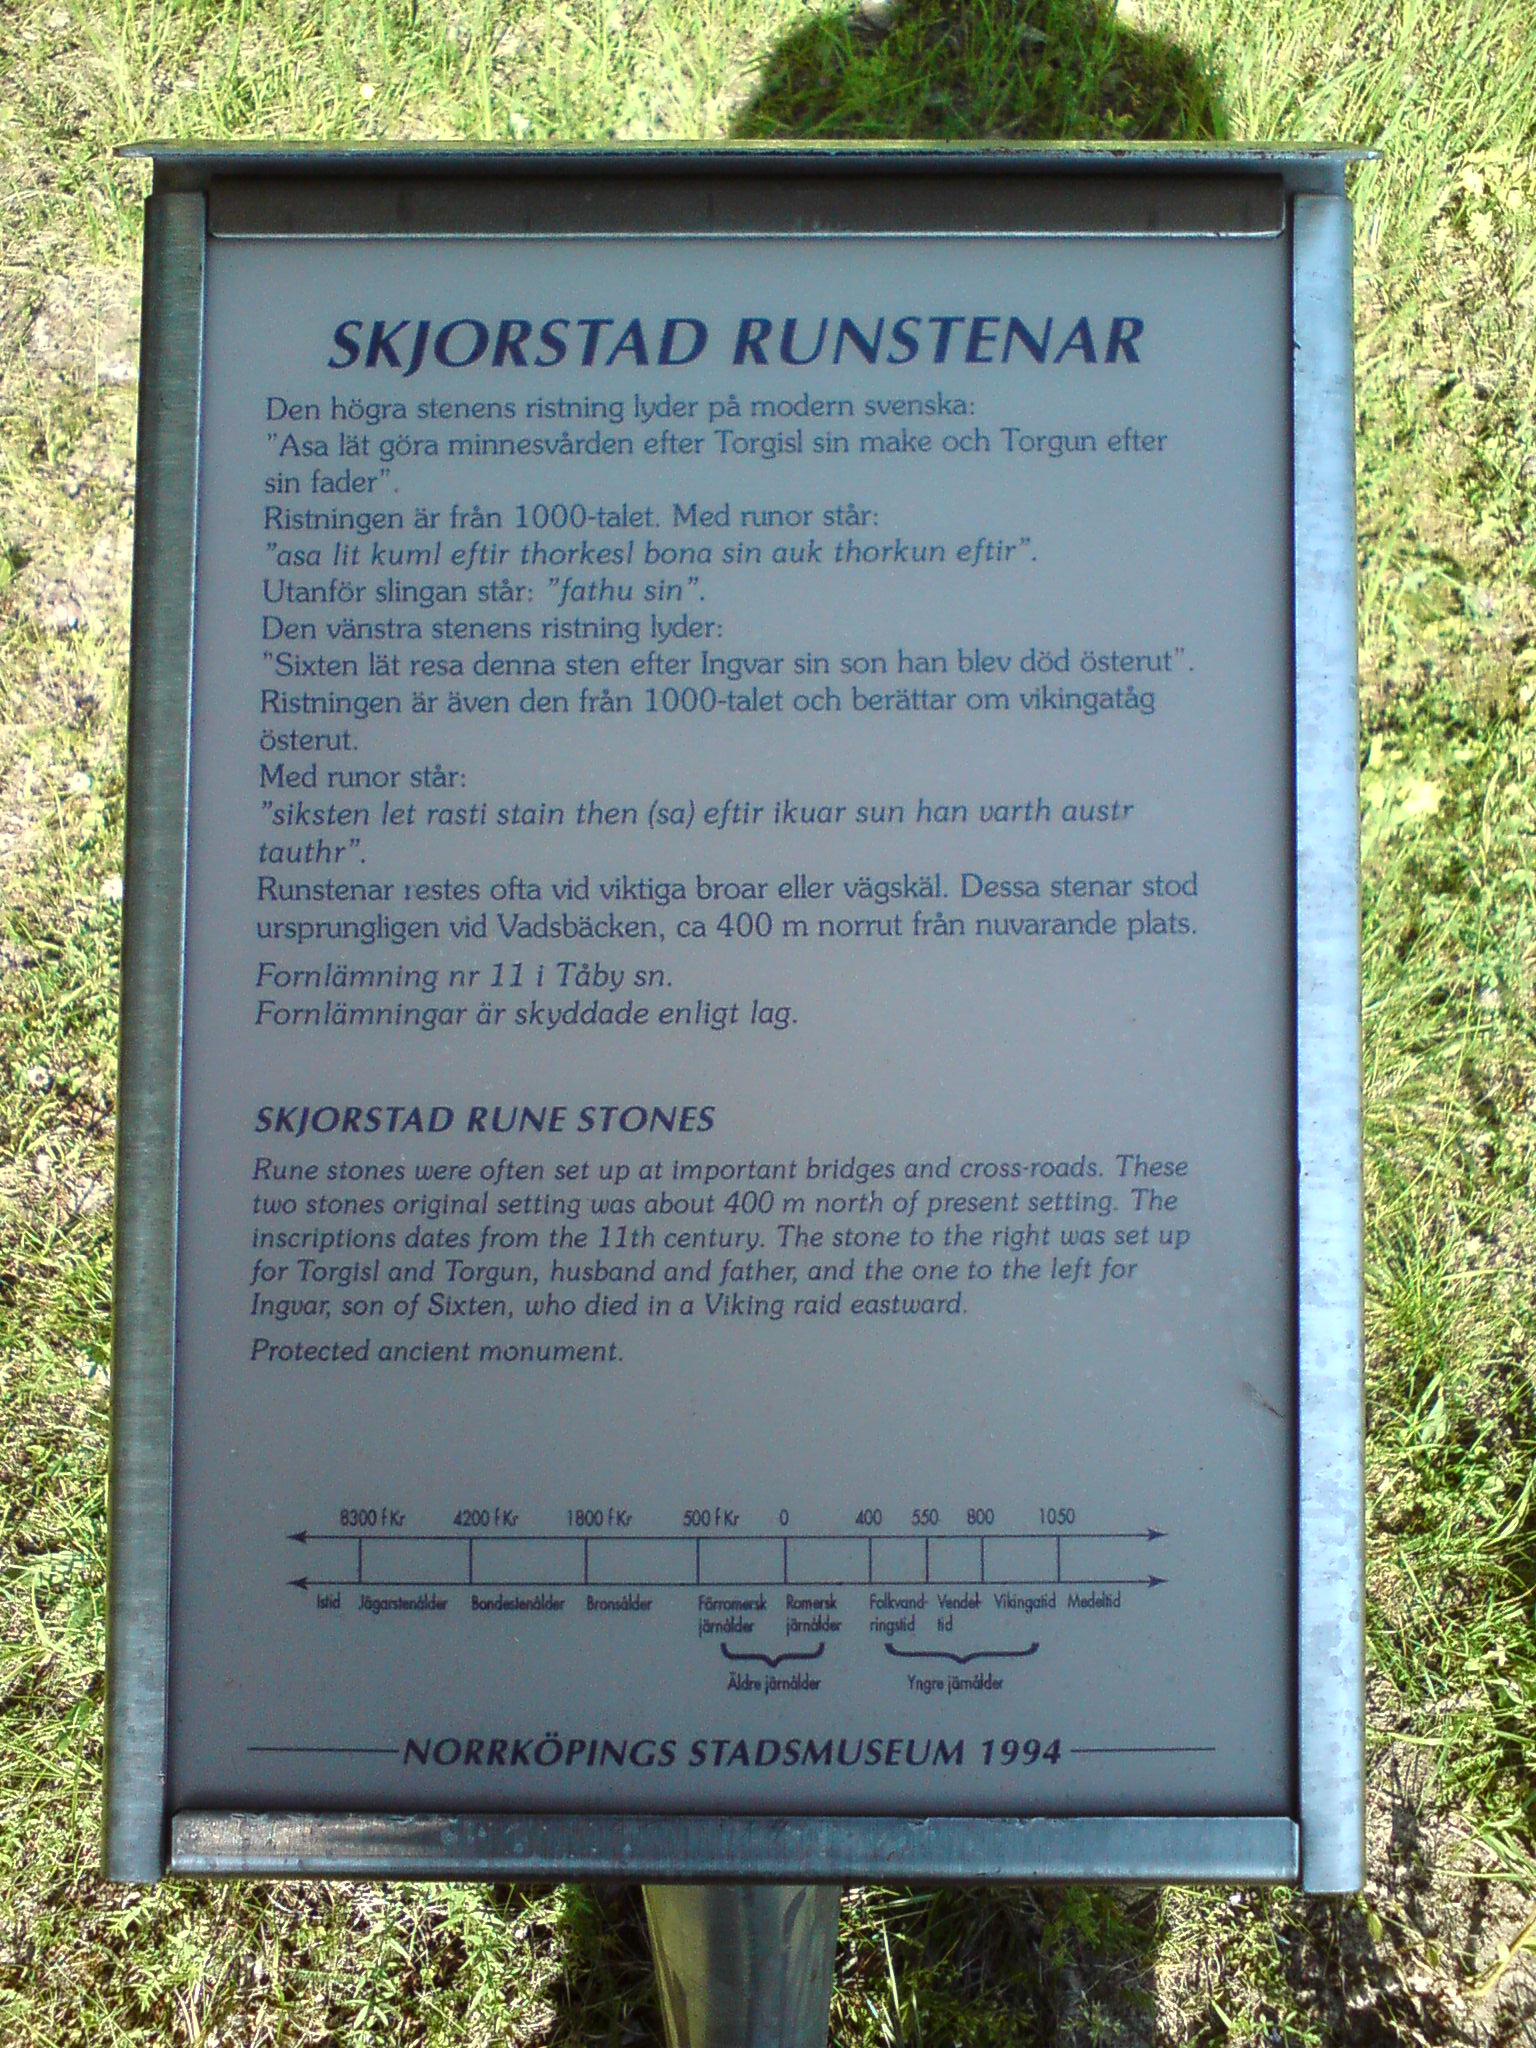 SKJORSTAD RUNSTENAR
Den högra stenens ristning lyder på modern svenska:
"Asa lät göra minnesvården efter Torgisl sin make och Torgun efter
sin fader".
Ristningen är från 1000-talet. Med runor står:
"asa lit kuml eftir thorkesl bona sin auk thorkun eftir".
Utanför slingan står: "fathu sin".
Den vänstra stenens ristning lyder:
"Sixten lät resa denna sten efter Ingvar sin son han blev död österut".
Ristningen är även den från 1000-talet och berättar om vikingatåg
österut.
Med runor står:
"siksten let rasti stain then (sa) eftir ikuar sun han varth austr
tauthr".
Runstenar restes ofta vid viktiga broar eller vägskäl. Dessa stenar stod
ursprungligen vid Vadsbäcken, ca 400 m norrut från nuvarande plats.
Fornlämning nr 11 i Tåby sn.
Fornlämningar är skyddade enligt lag.
SKJORSTAD RUNE STONES
Rune stones were often set up at important bridges and cross-roads. These
two stones original setting was about 400 m north of present setting. The
inscriptions dates from the 11th century. The stone to the right was set up
for Torgisl and Torgun, husband and father, and the one to the left for
Ingvar, son of Sixten, who died in a Viking raid eastward.
Protected ancient monument.
8300 f Kr 4200 f Kr 1800 f Kr 500 f Kr 0 400 550 800 1050
Istid Jägarstenålder Bondestenålder Bronsålder Förromersk Romersk Folkvand- Vendel- Vikingatid Medeltid
järnålder järnålder ringstid tid
Äldre järnålder Yngre järnålder
NORRKÖPINGS STADSMUSEUM 1994